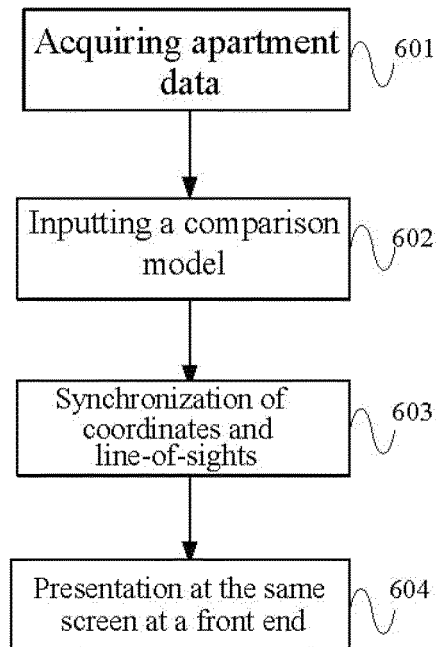 Acquiring apartment
data
601
Inputting a comparison
model
602
Synchronization of
coordinates and
line-of-sights
603
Presentation at the same
screen at a front end
604